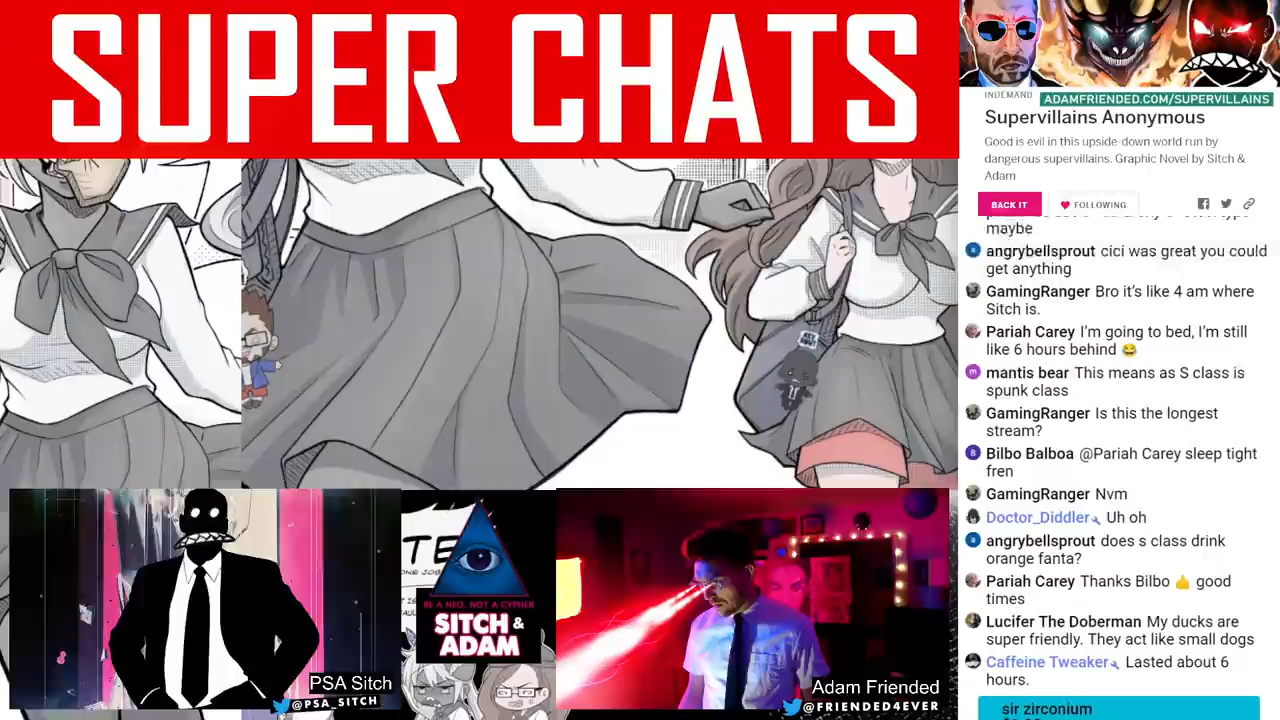 SUPER CHATS
INDEMAND
ADAMFRIENDED.COM/SUPERVILLAINS
Supervillains Anonymous
Good is evil in this upside-down world run by
dangerous supervillains. Graphic Novel by Sitch &
Adam
BACK IT
FOLLOWING
maybe
angrybellsprout cici was great you could
get anything
GamingRanger Bro it's like 4 am where
Sitch is.
Pariah Carey I'm going to bed, I'm still
like 6 hours behind 😂
mantis bear This means as S class is
spunk class
GamingRanger Is this the longest
stream?
Bilbo Balboa @Pariah Carey sleep tight
fren
GamingRanger Nvm
Doctor_Diddler Uh oh
angrybellsprout does s class drink
orange fanta?
Pariah Carey Thanks Bilbo 🤙 good
times
Lucifer The Doberman My ducks are
super friendly. They act like small dogs
Caffeine Tweaker Lasted about 6
hours.
sir zirconium
BE A NEO, NOT A CYPHER
SITCH &
ADAM
PSA Sitch
@PSA_SITCH
Adam Friended
@FRIENDED4EVER